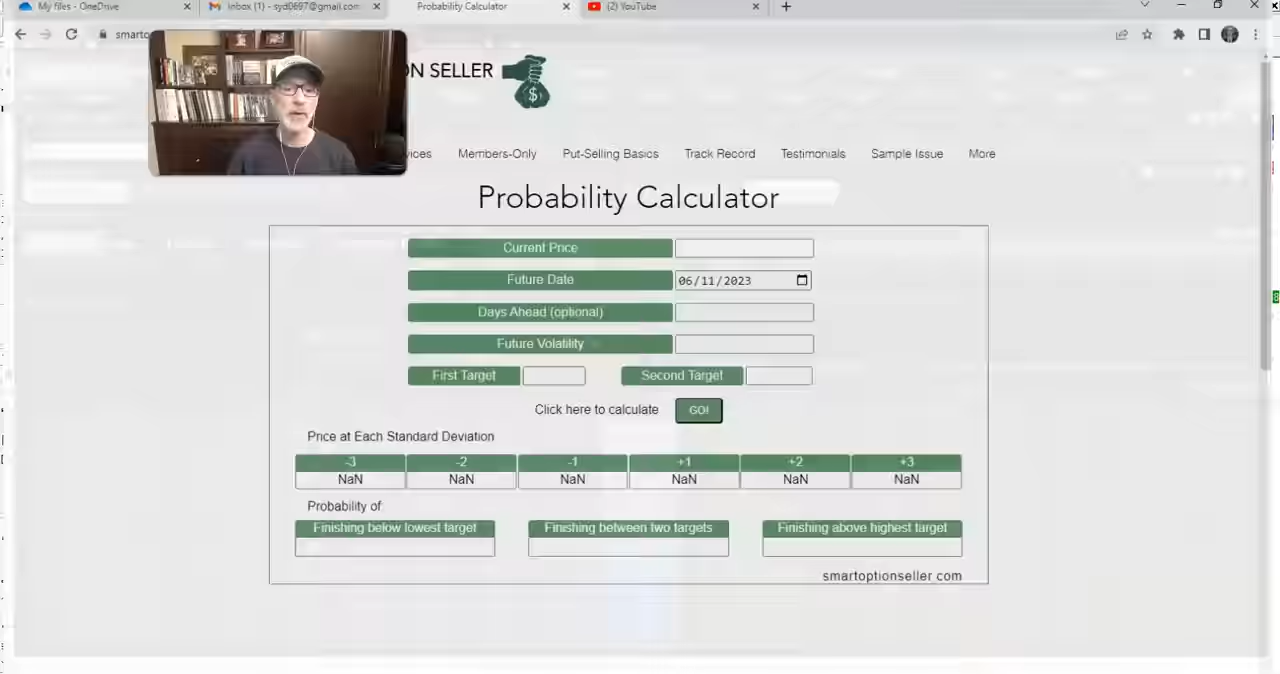 My files - OneDrive
Inbox (1) - syd0697@gmail.com
Probability Calculator
(2) YouTube
smarto
ON SELLER
$
vices
Members-Only
Put-Selling Basics
Track Record
Testimonials
Sample Issue
More
Probability Calculator
Current Price
Future Date 06/11/2023
Days Ahead (optional)
Future Volatility
First Target Second Target
Click here to calculate GO!
Price at Each Standard Deviation
-3 -2 -1 +1 +2 +3
NaN NaN NaN NaN NaN NaN
Probability of:
Finishing below lowest target Finishing between two targets Finishing above highest target
smartoptionseller.com